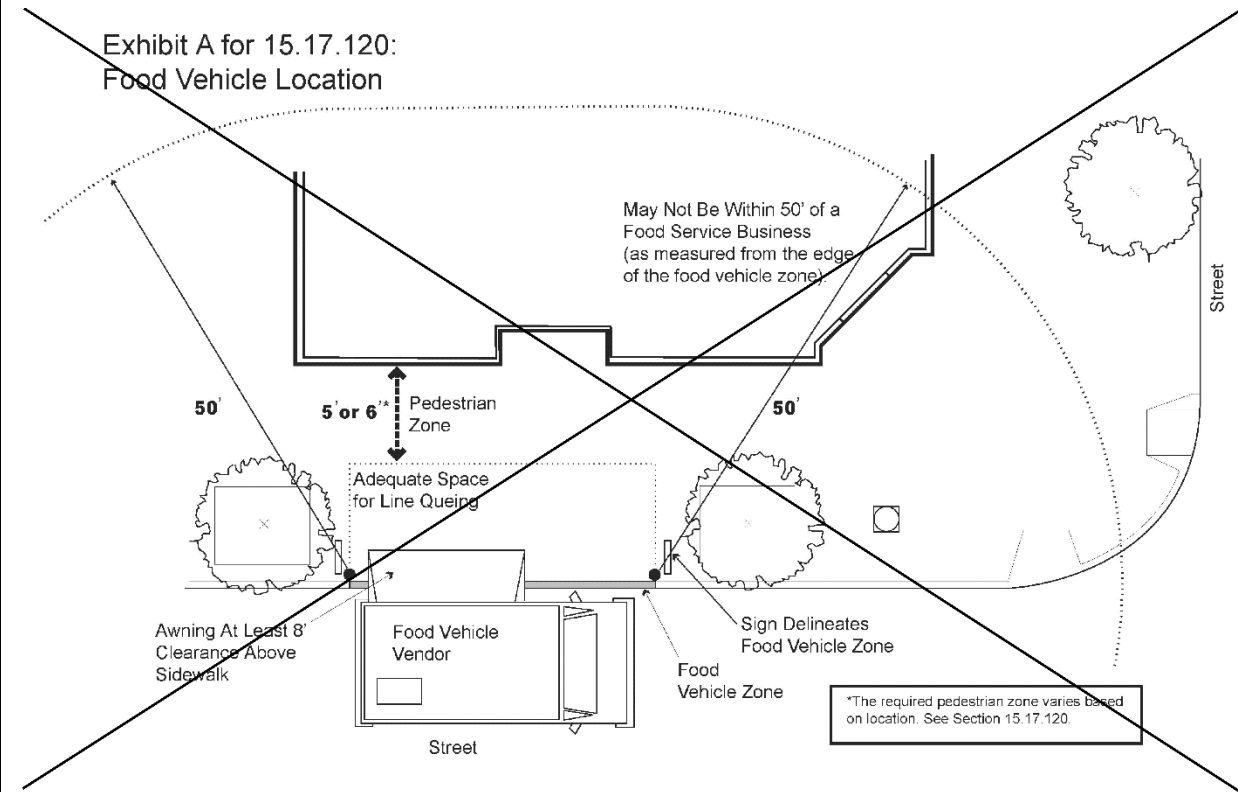 Exhibit A for 15.17.120:
Food Vehicle Location
May Not Be Within 50' of a
Food Service Business
(as measured from the edge
of the food vehicle zone).
Street
50'
5'or 6'*
Pedestrian
Zone
50'
Adequate Space
for Line Queing
Awning At Least 8'
Clearance Above
Sidewalk
Food Vehicle
Vendor
Sign Delineates
Food Vehicle Zone
Food
Vehicle Zone
*The required pedestrian zone varies based
on location. See Section 15.17.120.
Street